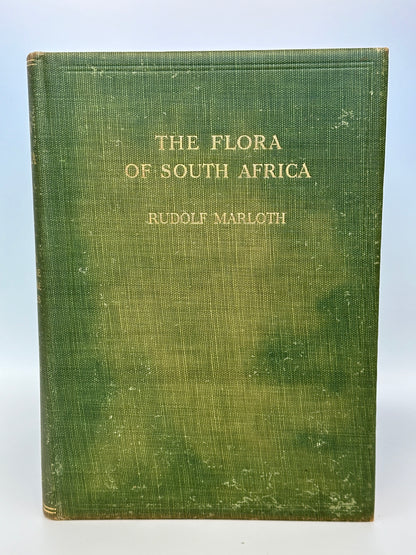 THE FLORA
OF SOUTH AFRICA
RUDOLF MARLOTH